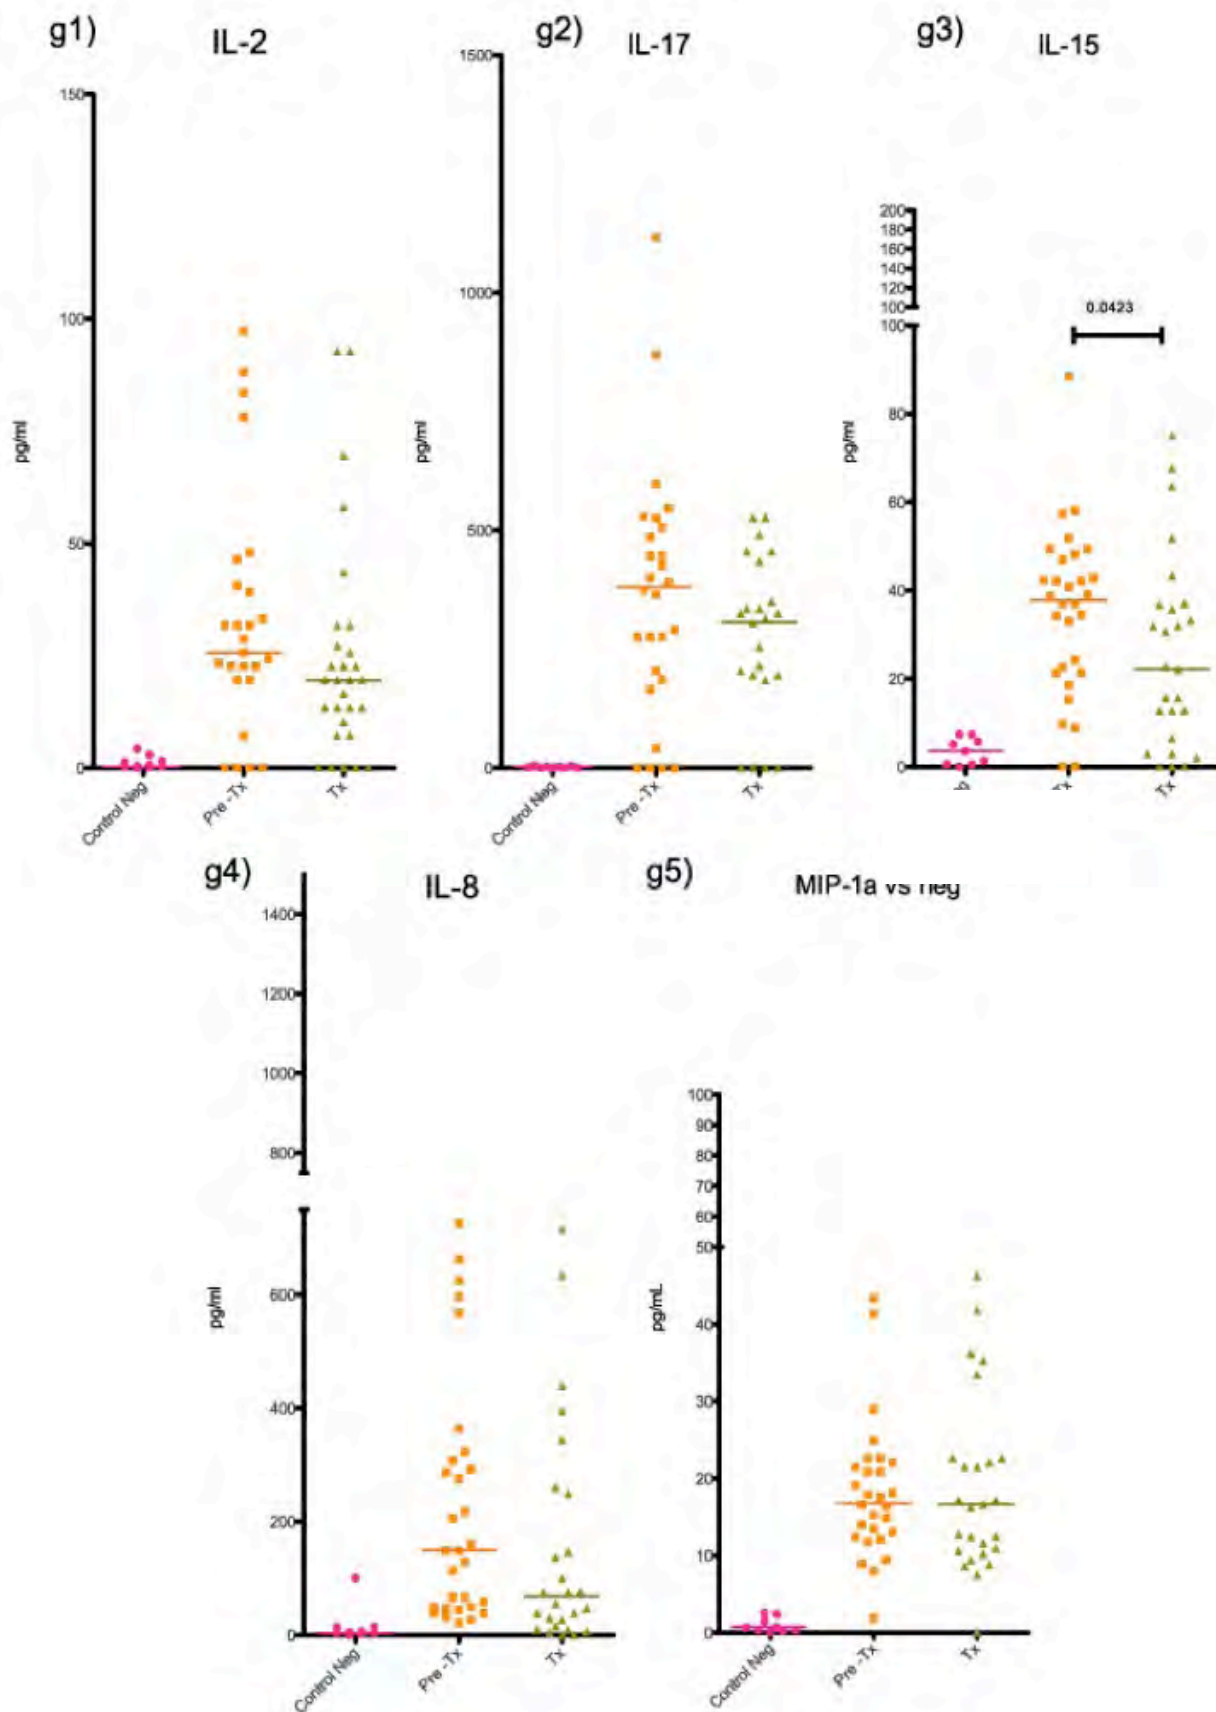 g1)
IL-2
150
100
50
0
pg/ml
Control Neg
Pre -Tx
Tx
g2)
IL-17
1500
1000
500
0
pg/ml
Control Neg
Pre -Tx
Tx
g3)
IL-15
200
180
160
140
120
100
100
80
60
40
20
0
pg/ml
0.0423
Tx
g4)
IL-8
1400
1200
1000
800
600
400
200
0
pg/ml
Control Neg
Pre -Tx
Tx
g5)
MIP-1a vs neg
100
90
80
70
60
50
40
30
20
10
0
pg/mL
Control Neg
Pre -Tx
Tx